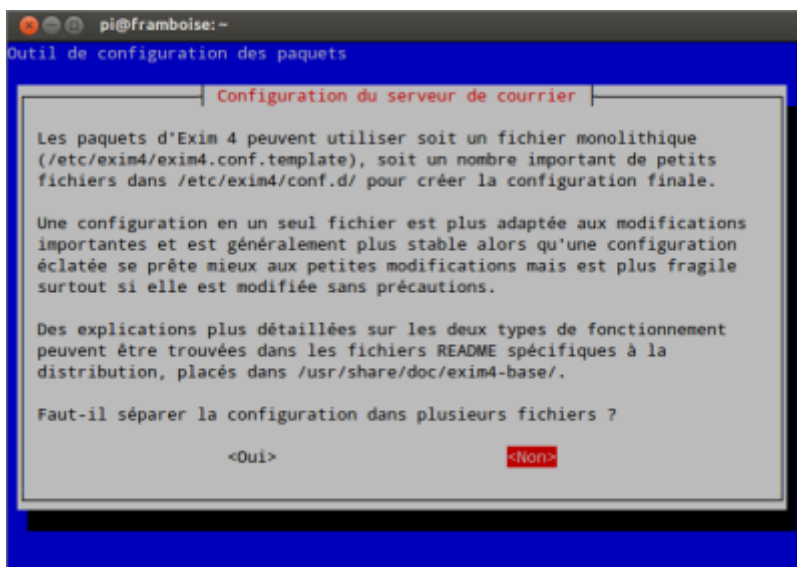 pi@framboise: ~
Outil de configuration des paquets
Configuration du serveur de courrier
Les paquets d'Exim 4 peuvent utiliser soit un fichier monolithique
(/etc/exim4/exim4.conf.template), soit un nombre important de petits
fichiers dans /etc/exim4/conf.d/ pour créer la configuration finale.
Une configuration en un seul fichier est plus adaptée aux modifications
importantes et est généralement plus stable alors qu'une configuration
éclatée se prête mieux aux petites modifications mais est plus fragile
surtout si elle est modifiée sans précautions.
Des explications plus détaillées sur les deux types de fonctionnement
peuvent être trouvées dans les fichiers README spécifiques à la
distribution, placés dans /usr/share/doc/exim4-base/.
Faut-il séparer la configuration dans plusieurs fichiers ?
<Oui> <Non>